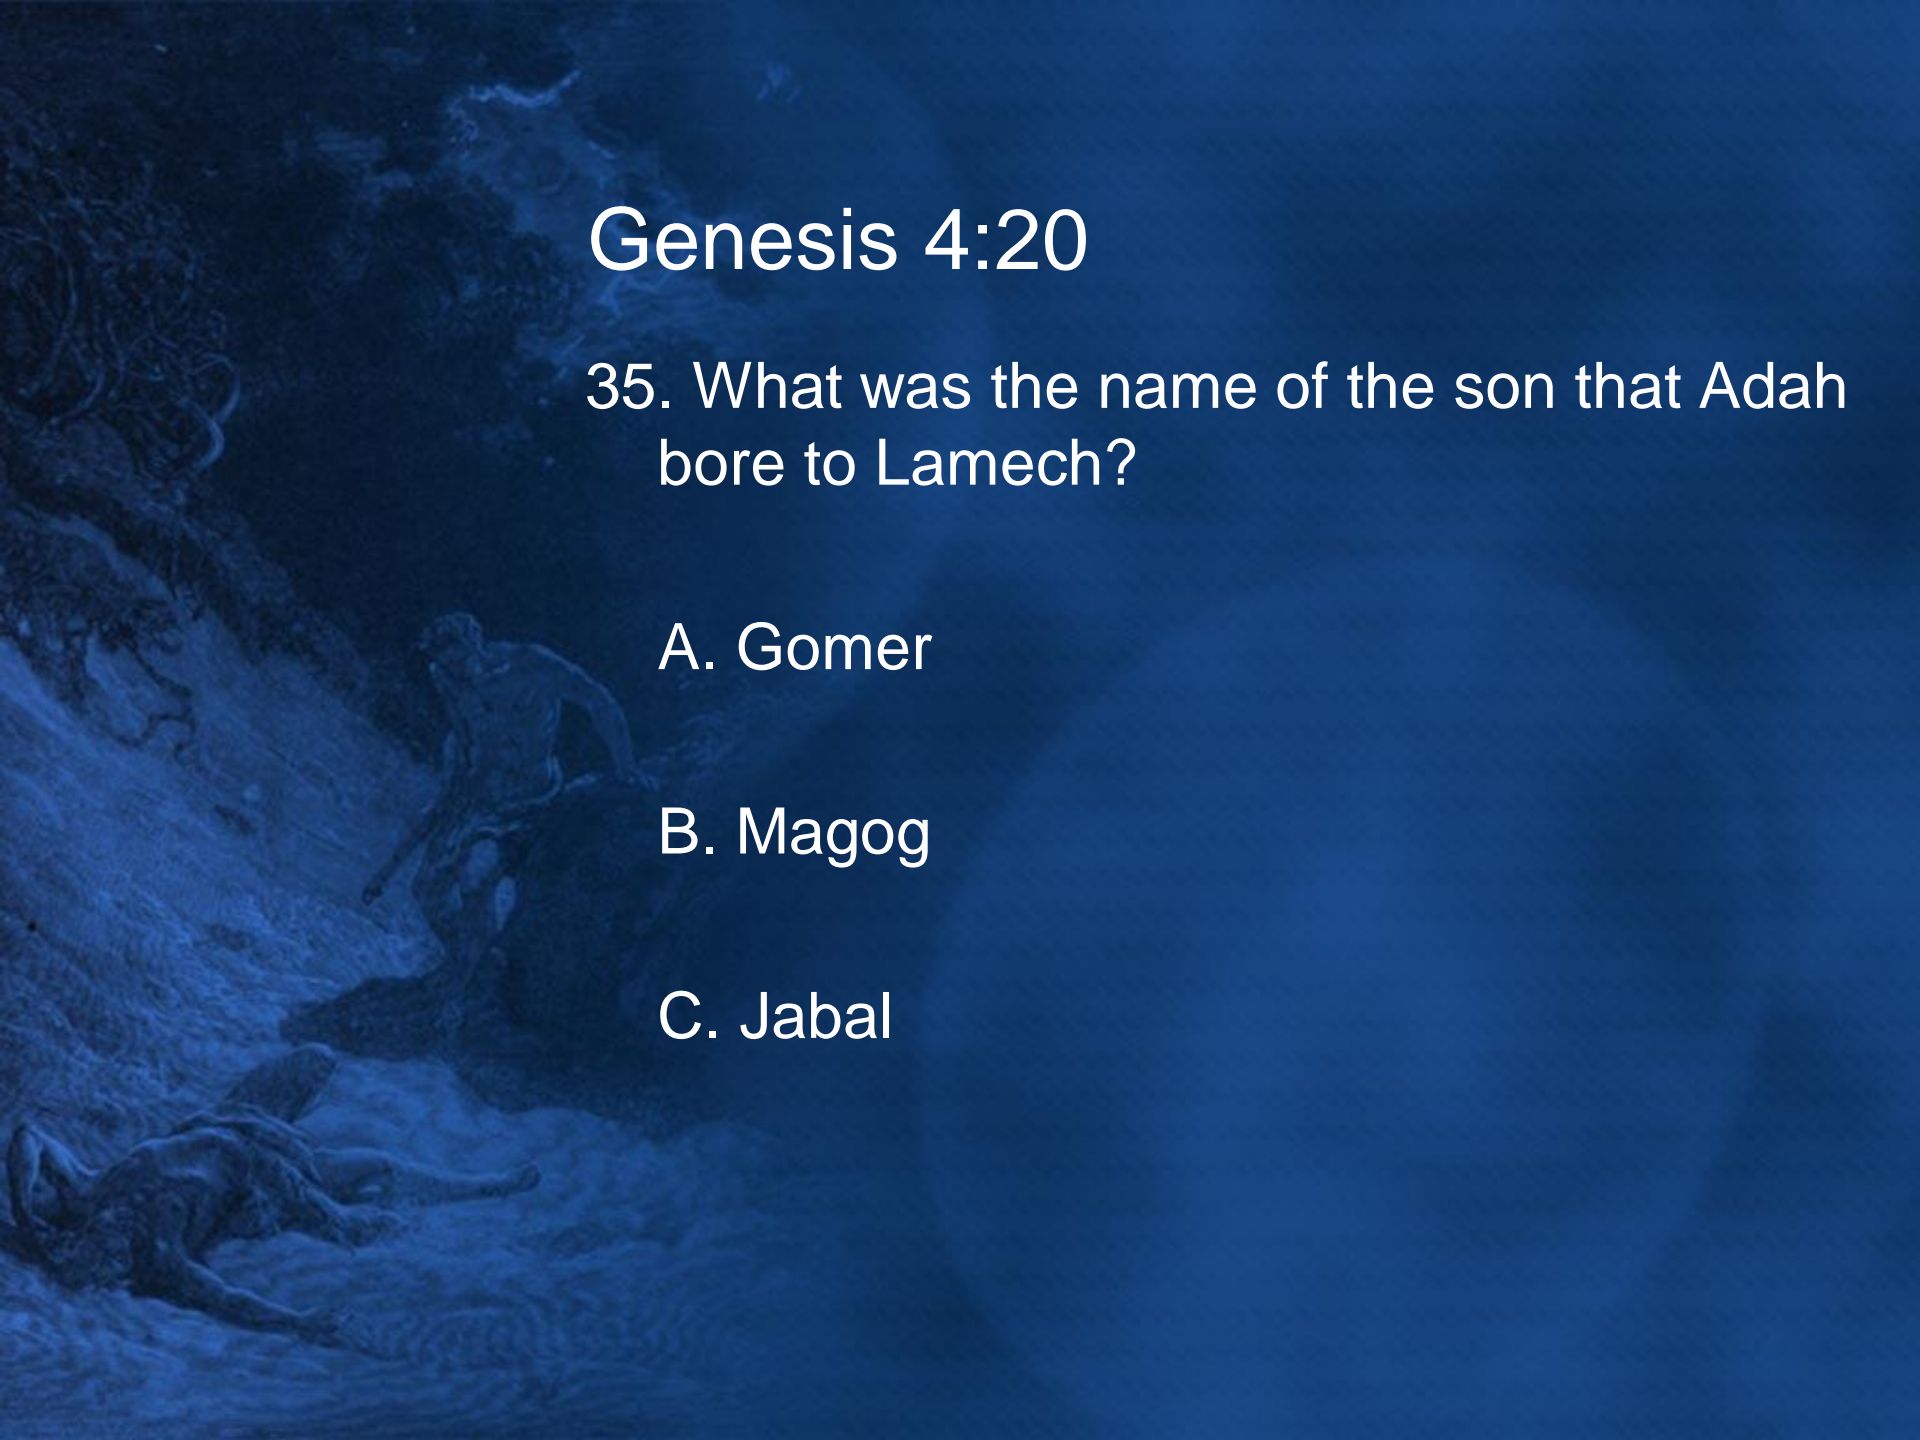 Genesis 4:20
35. What was the name of the son that Adah
bore to Lamech?
A. Gomer
B. Magog
C. Jabal